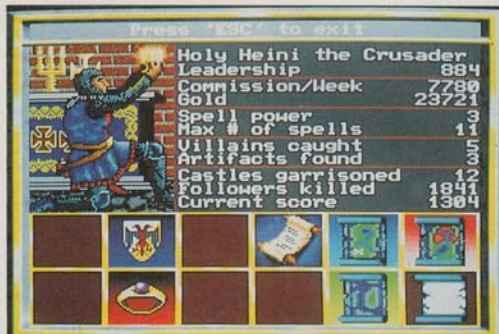 Press 'ESC' to exit
Holy Heini the Crusader
Leadership 884
Commission/Week 7780
Gold 23721
Spell power 3
Max # of spells 11
Villains caught 5
Artifacts found 3
Castles garrisoned 12
Followers killed 1841
Current score 1304